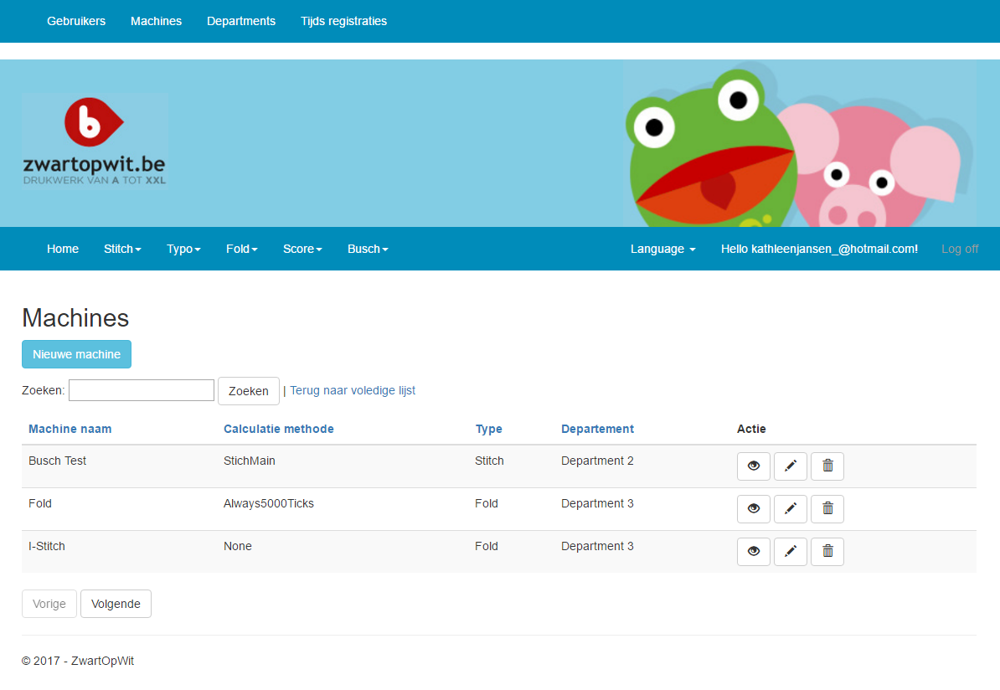 Gebruikers Machines Departments Tijds registraties
b
zwartopwit.be
DRUKWERK VAN A TOT XXL
Home Stitch Typo Fold Score Busch Language Hello kathleenjansen_@hotmail.com! Log off
Machines
Nieuwe machine
Zoeken: Zoeken | Terug naar voledige lijst
Machine naam Calculatie methode Type Departement Actie
Busch Test StichMain Stitch Department 2
Fold Always5000Ticks Fold Department 3
I-Stitch None Fold Department 3
Vorige Volgende
© 2017 - ZwartOpWit